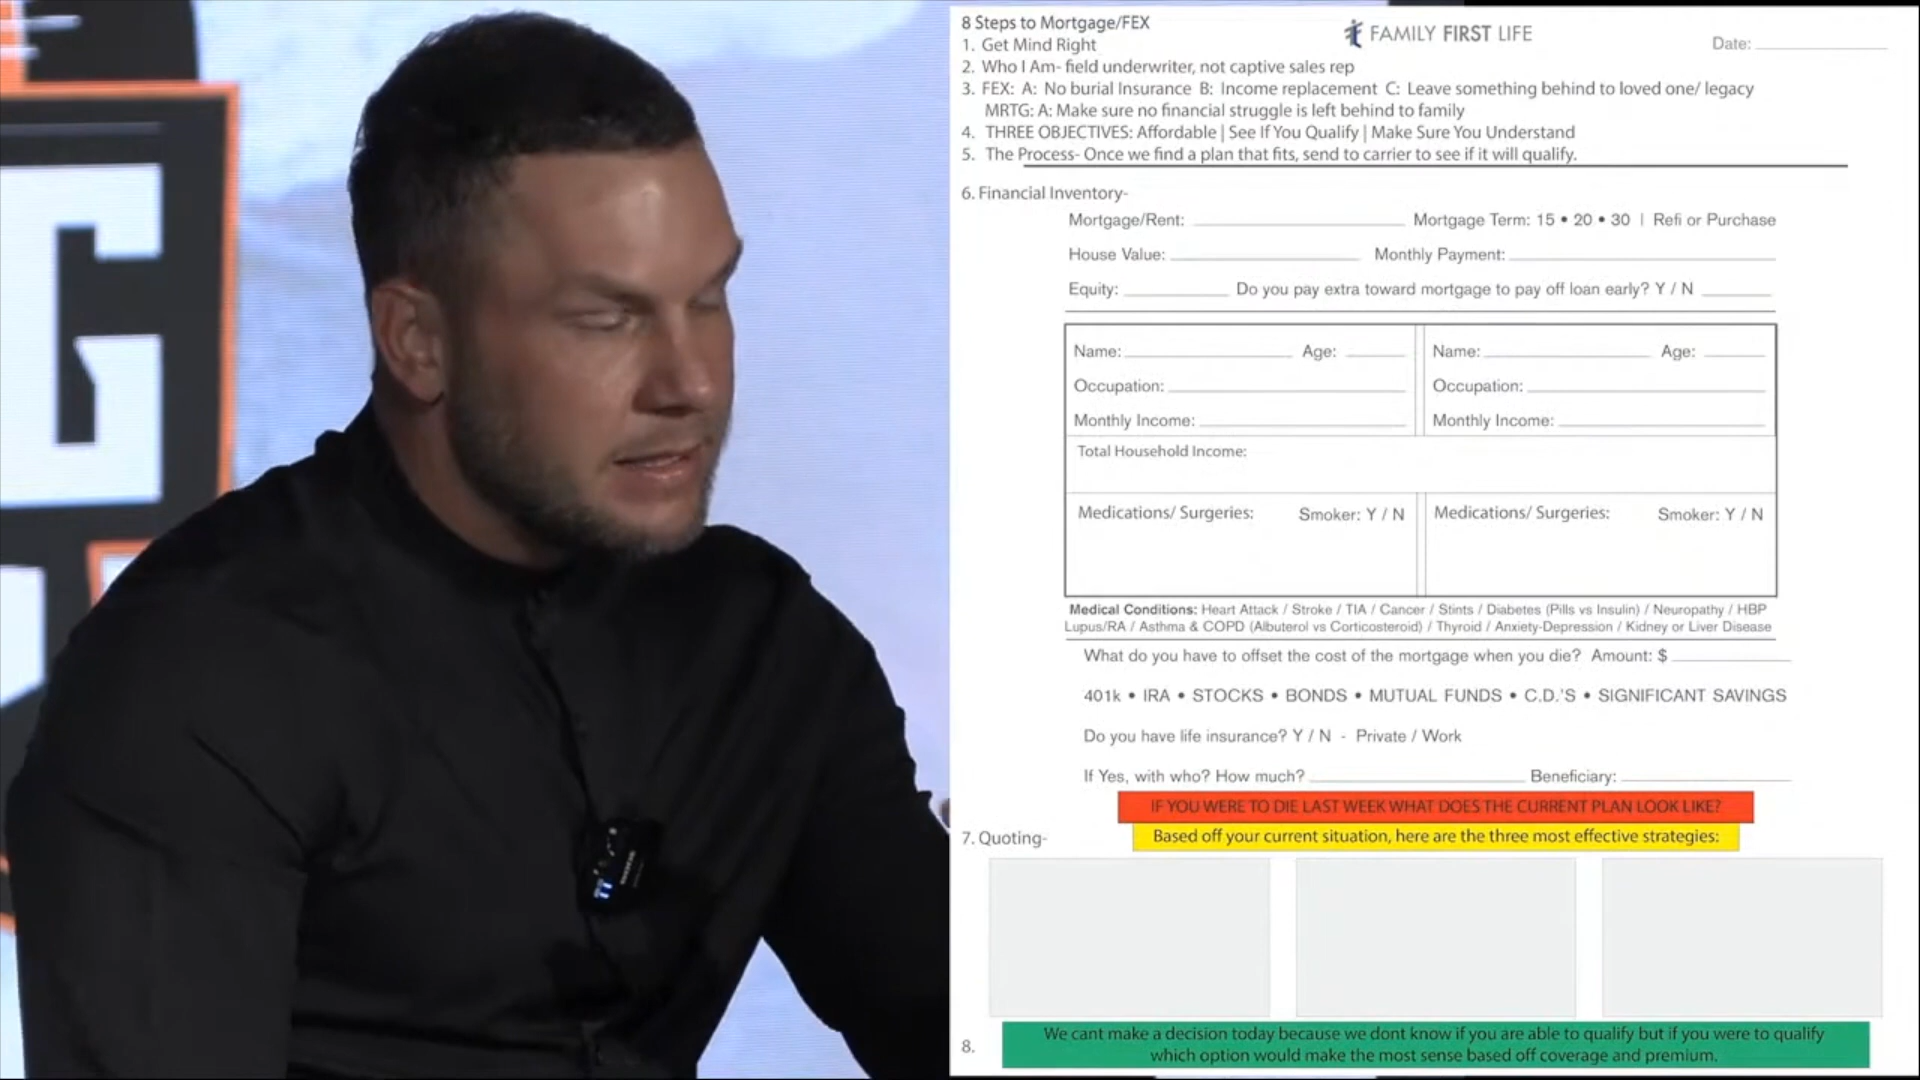 8 Steps to Mortgage/FEX
FAMILY FIRST LIFE
Date:
1. Get Mind Right
2. Who I Am- field underwriter, not captive sales rep
3. FEX: A: No burial Insurance B: Income replacement C: Leave something behind to loved one/ legacy
MRTG: A: Make sure no financial struggle is left behind to family
4. THREE OBJECTIVES: Affordable | See If You Qualify | Make Sure You Understand
5. The Process- Once we find a plan that fits, send to carrier to see if it will qualify.
6. Financial Inventory-
Mortgage/Rent: Mortgage Term: 15 • 20 • 30 | Refi or Purchase
House Value: Monthly Payment:
Equity: Do you pay extra toward mortgage to pay off loan early? Y / N
Name: Age: Name: Age:
Occupation: Occupation:
Monthly Income: Monthly Income:
Total Household Income:
Medications/ Surgeries: Smoker: Y / N Medications/ Surgeries: Smoker: Y / N
Medical Conditions: Heart Attack / Stroke / TIA / Cancer / Stints / Diabetes (Pills vs Insulin) / Neuropathy / HBP
Lupus/RA / Asthma & COPD (Albuterol vs Corticosteroid) / Thyroid / Anxiety-Depression / Kidney or Liver Disease
What do you have to offset the cost of the mortgage when you die? Amount: $
401k • IRA • STOCKS • BONDS • MUTUAL FUNDS • C.D.'S • SIGNIFICANT SAVINGS
Do you have life insurance? Y / N - Private / Work
If Yes, with who? How much? Beneficiary:
IF YOU WERE TO DIE LAST WEEK WHAT DOES THE CURRENT PLAN LOOK LIKE?
7. Quoting-
Based off your current situation, here are the three most effective strategies:
8.
We cant make a decision today because we dont know if you are able to qualify but if you were to qualify
which option would make the most sense based off coverage and premium.